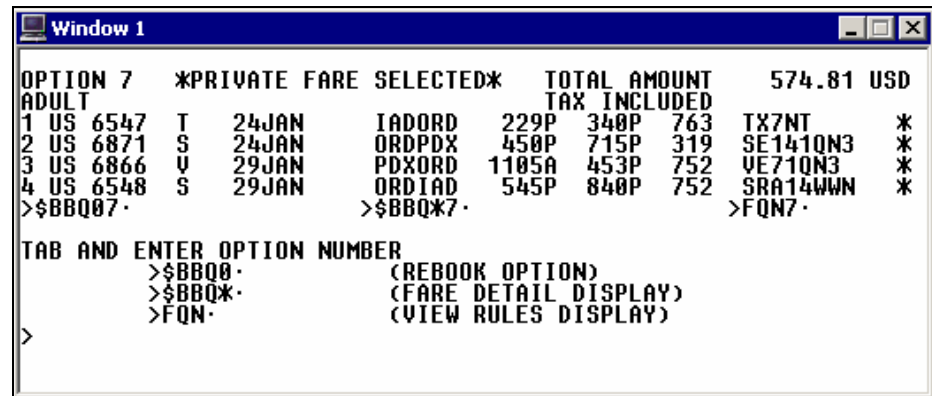 Window 1
OPTION 7 *PRIVATE FARE SELECTED* TOTAL AMOUNT 574.81 USD
ADULT TAX INCLUDED
1 US 6547 T 24JAN IADORD 229P 340P 763 TX7NT *
2 US 6871 S 24JAN ORDPDX 450P 715P 319 SE141QN3 *
3 US 6866 V 29JAN PDXORD 1105A 453P 752 VE71QN3 *
4 US 6548 S 29JAN ORDIAD 545P 840P 752 SRA14WWN *
>$BBQ07· >$BBQ*7· >FQN7·
TAB AND ENTER OPTION NUMBER
>$BBQ0· (REBOOK OPTION)
>$BBQ*· (FARE DETAIL DISPLAY)
>FQN· (VIEW RULES DISPLAY)
>